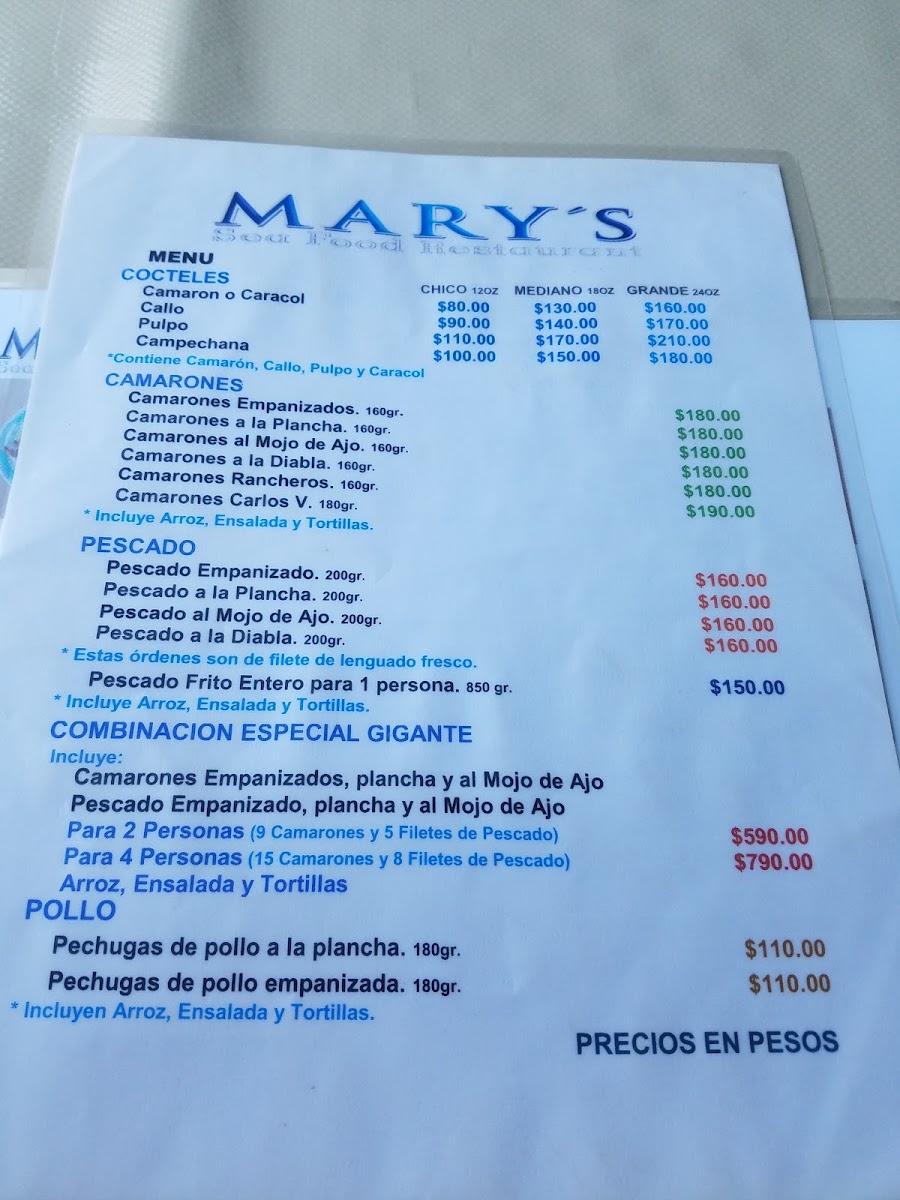 MARY´S
Sea Food Restaurant
MENU
COCTELES CHICO 12OZ MEDIANO 18OZ GRANDE 24OZ
Camaron o Caracol $80.00 $130.00 $160.00
Callo $90.00 $140.00 $170.00
Pulpo $110.00 $170.00 $210.00
Campechana $100.00 $150.00 $180.00
*Contiene Camarón, Callo, Pulpo y Caracol
CAMARONES
Camarones Empanizados. 160gr. $180.00
Camarones a la Plancha. 160gr. $180.00
Camarones al Mojo de Ajo. 160gr. $180.00
Camarones a la Diabla. 160gr. $180.00
Camarones Rancheros. 160gr. $180.00
Camarones Carlos V. 180gr. $190.00
* Incluye Arroz, Ensalada y Tortillas.
PESCADO
Pescado Empanizado. 200gr. $160.00
Pescado a la Plancha. 200gr. $160.00
Pescado al Mojo de Ajo. 200gr. $160.00
Pescado a la Diabla. 200gr. $160.00
* Estas órdenes son de filete de lenguado fresco.
Pescado Frito Entero para 1 persona. 850 gr. $150.00
* Incluye Arroz, Ensalada y Tortillas.
COMBINACION ESPECIAL GIGANTE
Incluye:
Camarones Empanizados, plancha y al Mojo de Ajo
Pescado Empanizado, plancha y al Mojo de Ajo
Para 2 Personas (9 Camarones y 5 Filetes de Pescado) $590.00
Para 4 Personas (15 Camarones y 8 Filetes de Pescado) $790.00
Arroz, Ensalada y Tortillas
POLLO
Pechugas de pollo a la plancha. 180gr. $110.00
Pechugas de pollo empanizada. 180gr. $110.00
* Incluyen Arroz, Ensalada y Tortillas.
PRECIOS EN PESOS